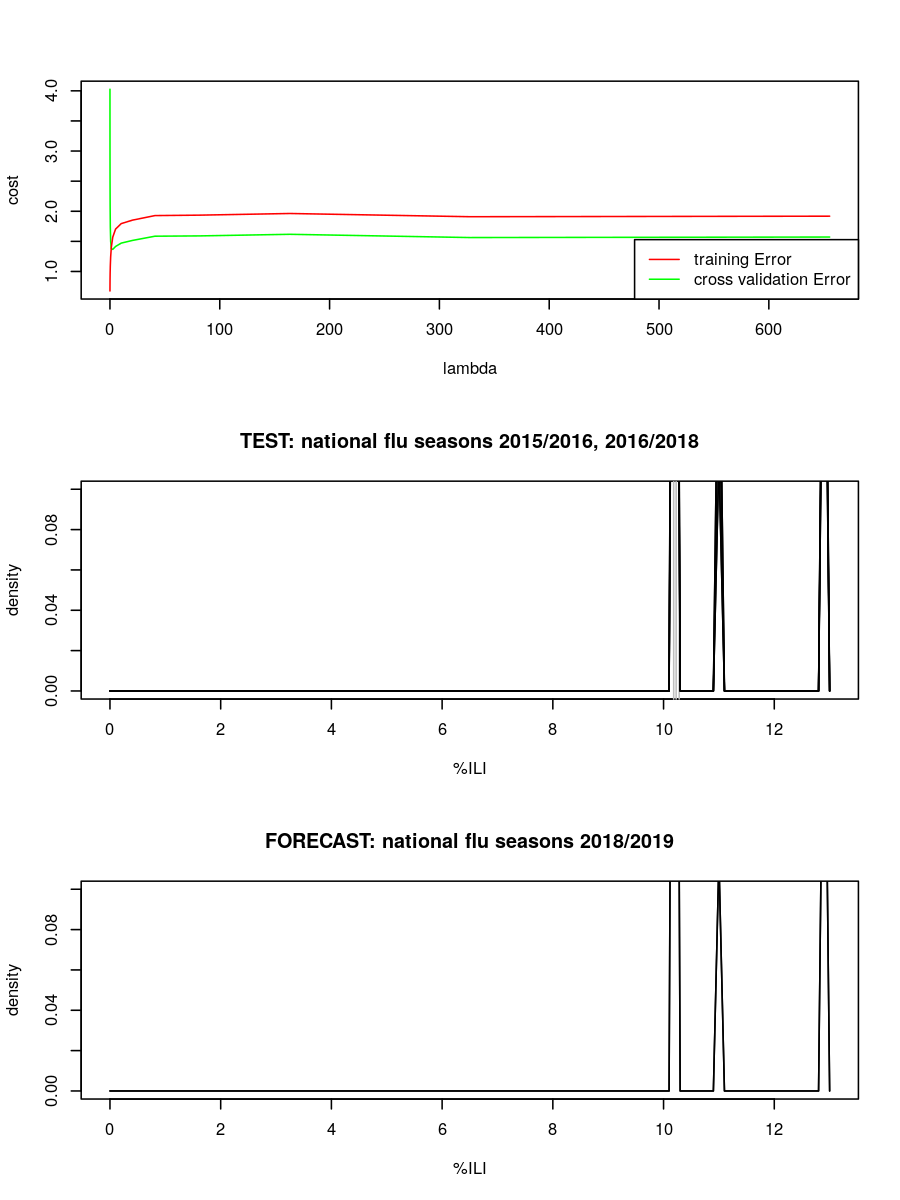 4.0
3.0
2.0
1.0
cost
training Error
cross validation Error
0 100 200 300 400 500 600
lambda
TEST: national flu seasons 2015/2016, 2016/2018
0.08
0.04
0.00
density
0 2 4 6 8 10 12
%ILI
FORECAST: national flu seasons 2018/2019
0.08
0.04
0.00
density
0 2 4 6 8 10 12
%ILI